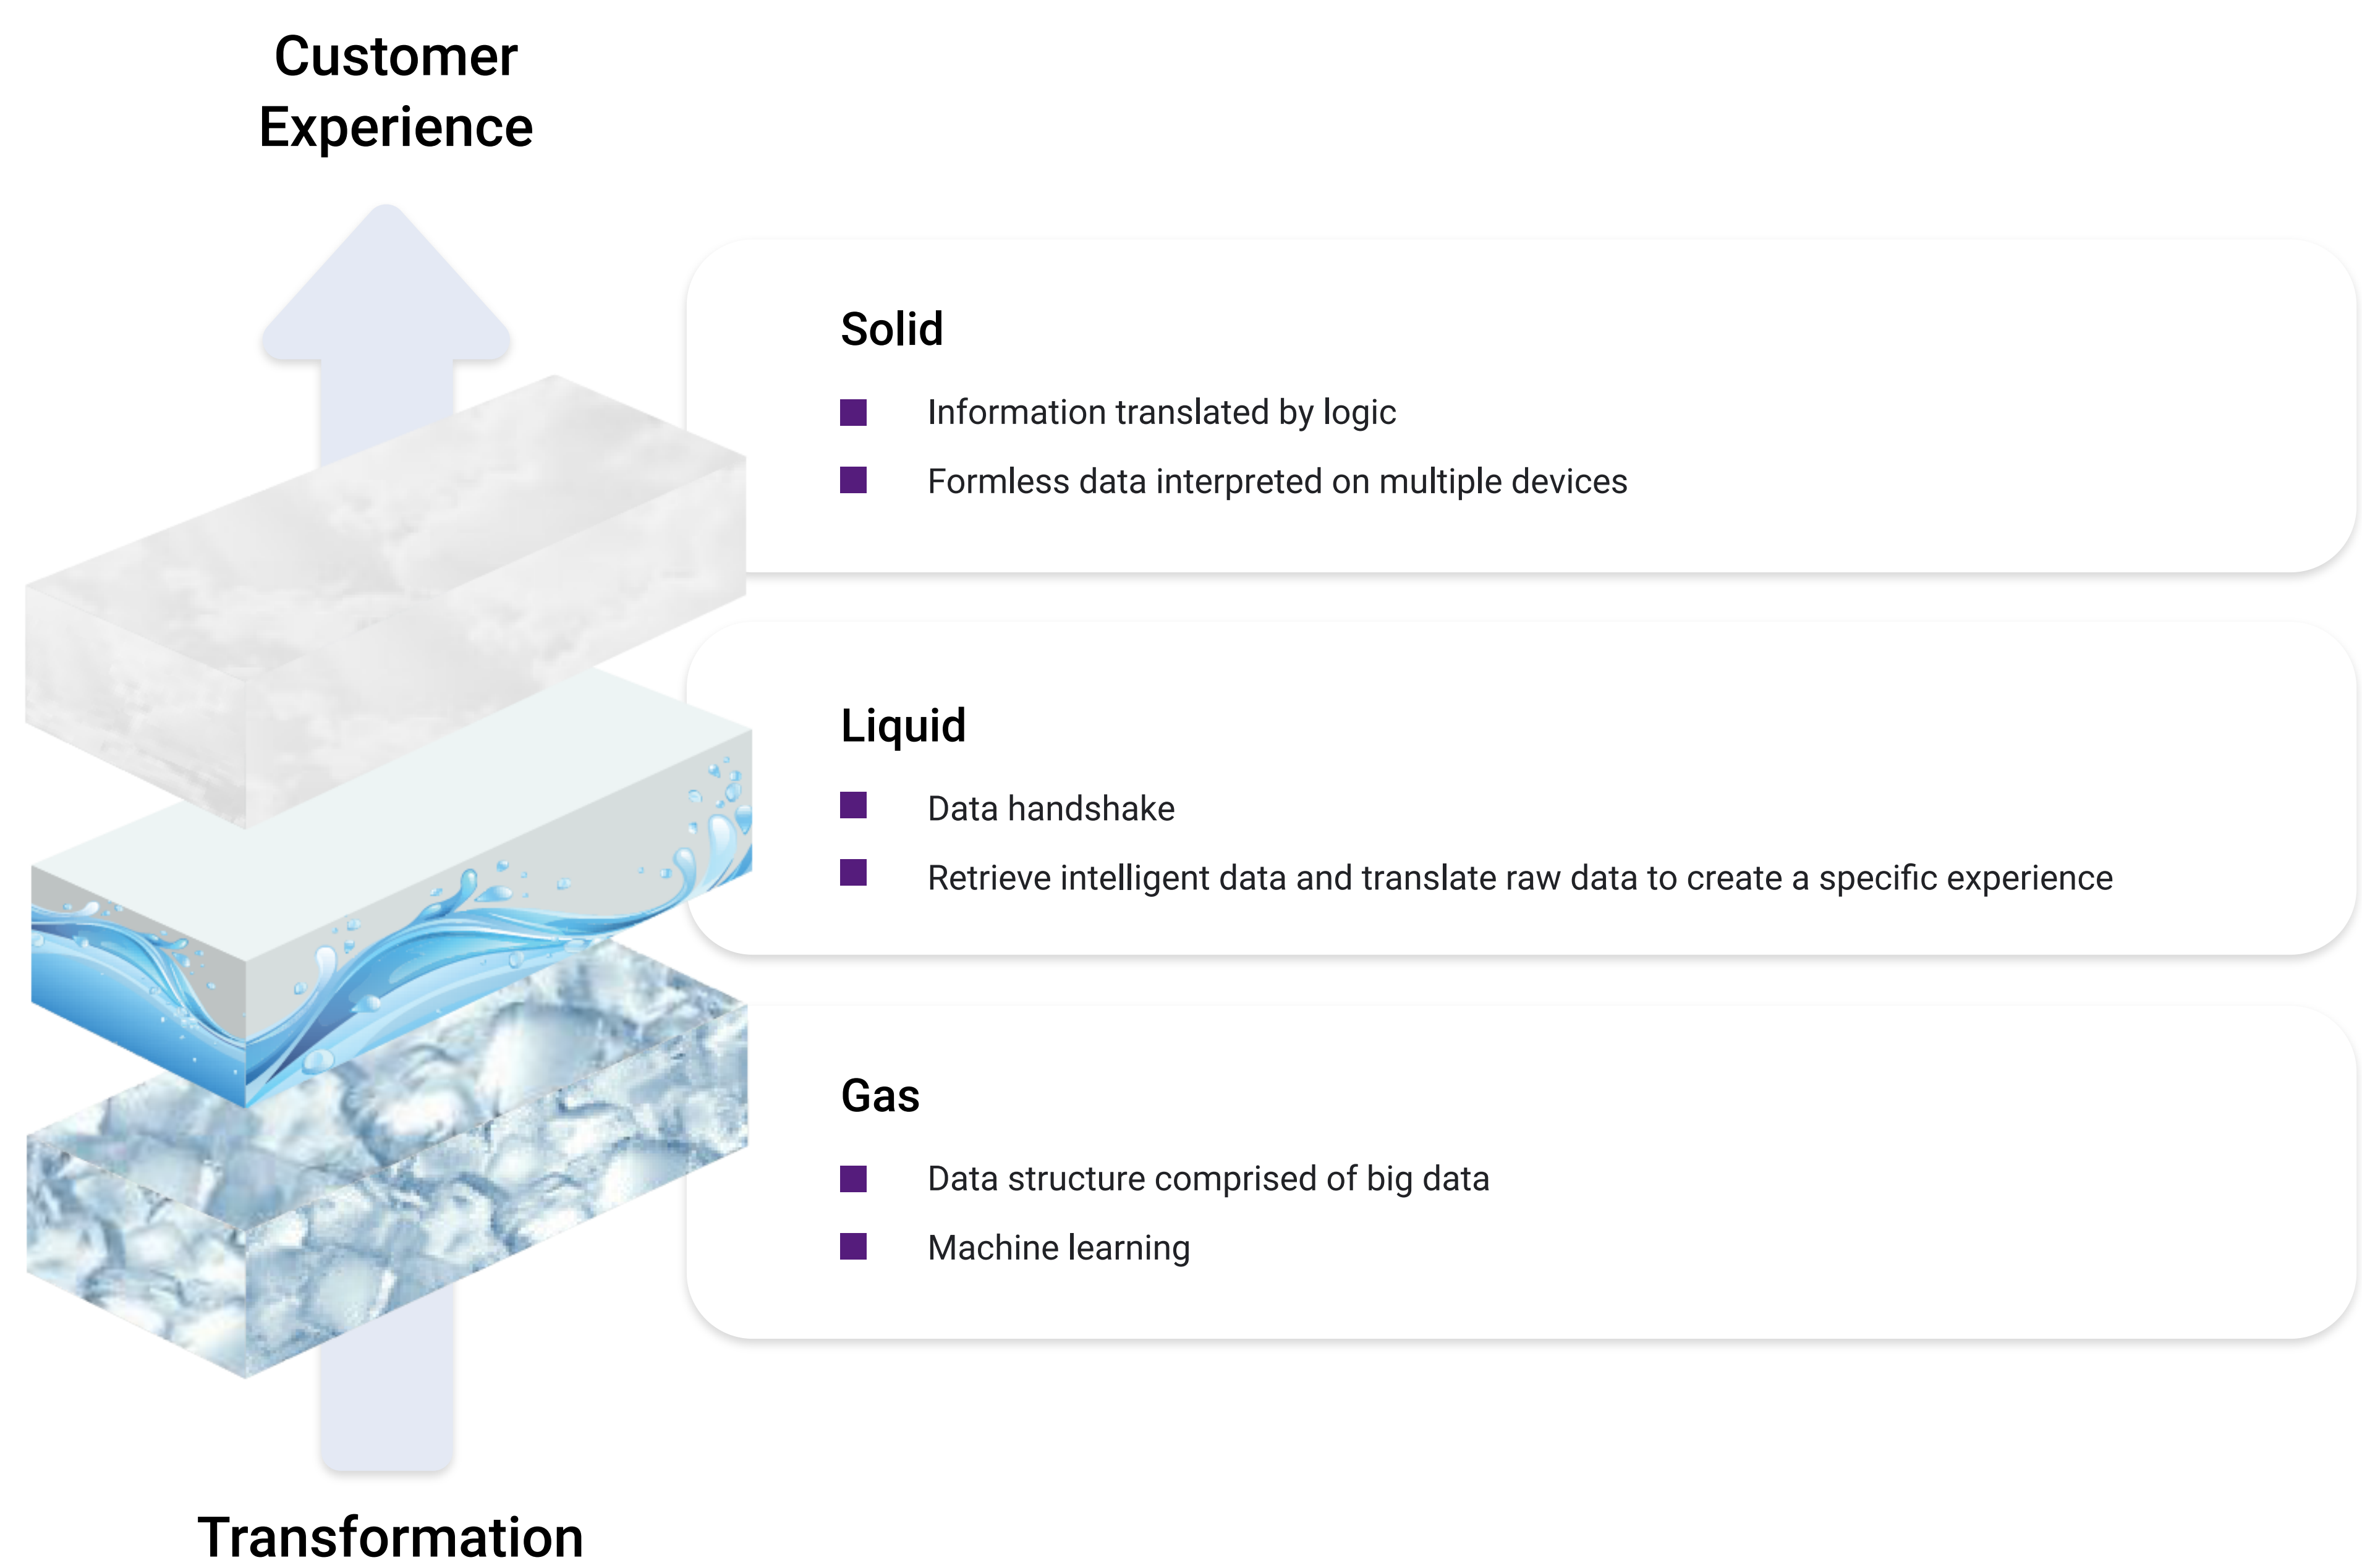 Customer
Experience
Solid
Information translated by logic
Formless data interpreted on multiple devices
Liquid
Data handshake
Retrieve intelligent data and translate raw data to create a specific experience
Gas
Data structure comprised of big data
Machine learning
Transformation